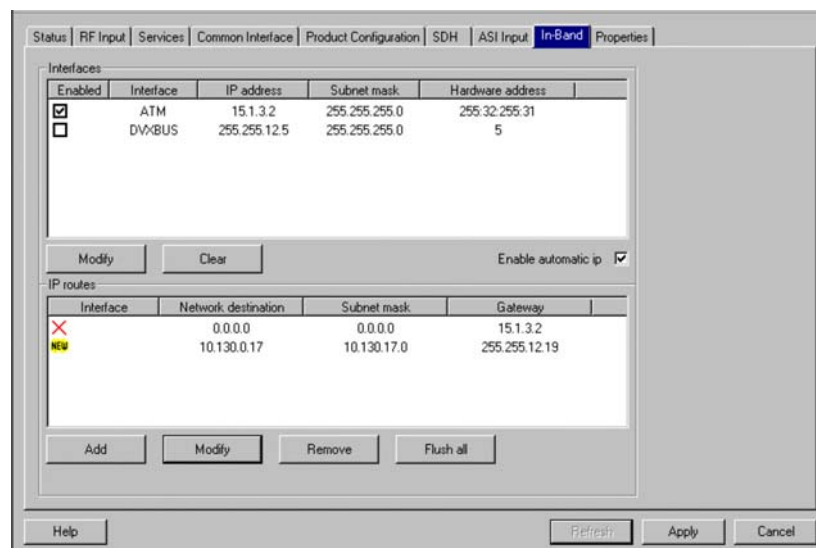 Status RF Input Services Common Interface Product Configuration SDH ASI Input In-Band Properties
Interfaces
Enabled Interface IP address Subnet mask Hardware address
ATM 15.1.3.2 255.255.255.0 255:32:255:31
DVXBUS 255.255.12.5 255.255.255.0 5
Modify Clear Enable automatic ip
IP routes
Interface Network destination Subnet mask Gateway
0.0.0.0 0.0.0.0 15.1.3.2
NEW 10.130.0.17 10.130.17.0 255.255.12.19
Add Modify Remove Flush all
Help Refresh Apply Cancel